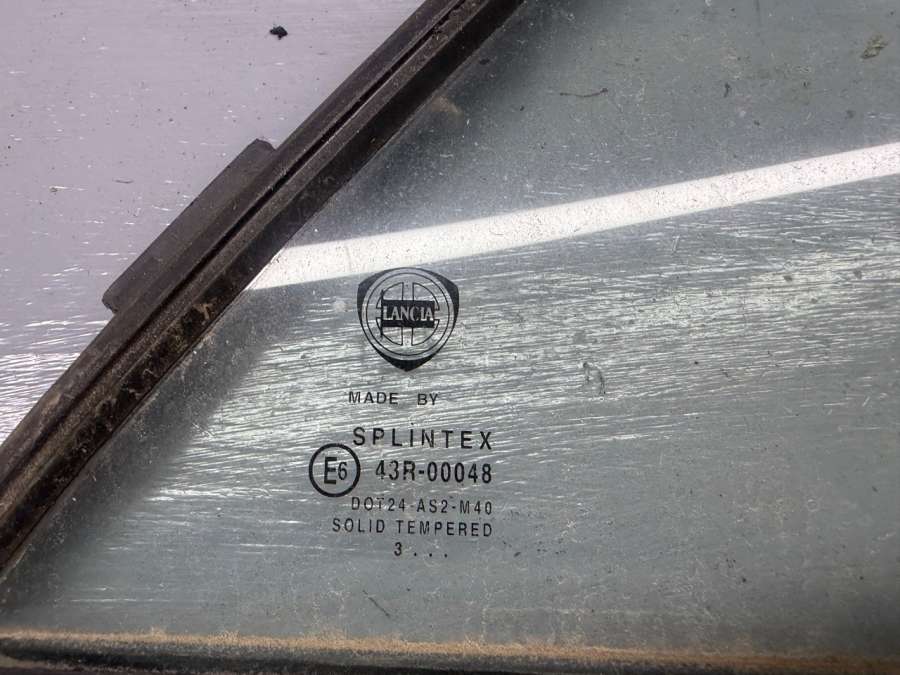 LANCIA
MADE BY
SPLINTEX
E6 43R-00048
DOT24-AS2-M40
SOLID TEMPERED
3 . . .